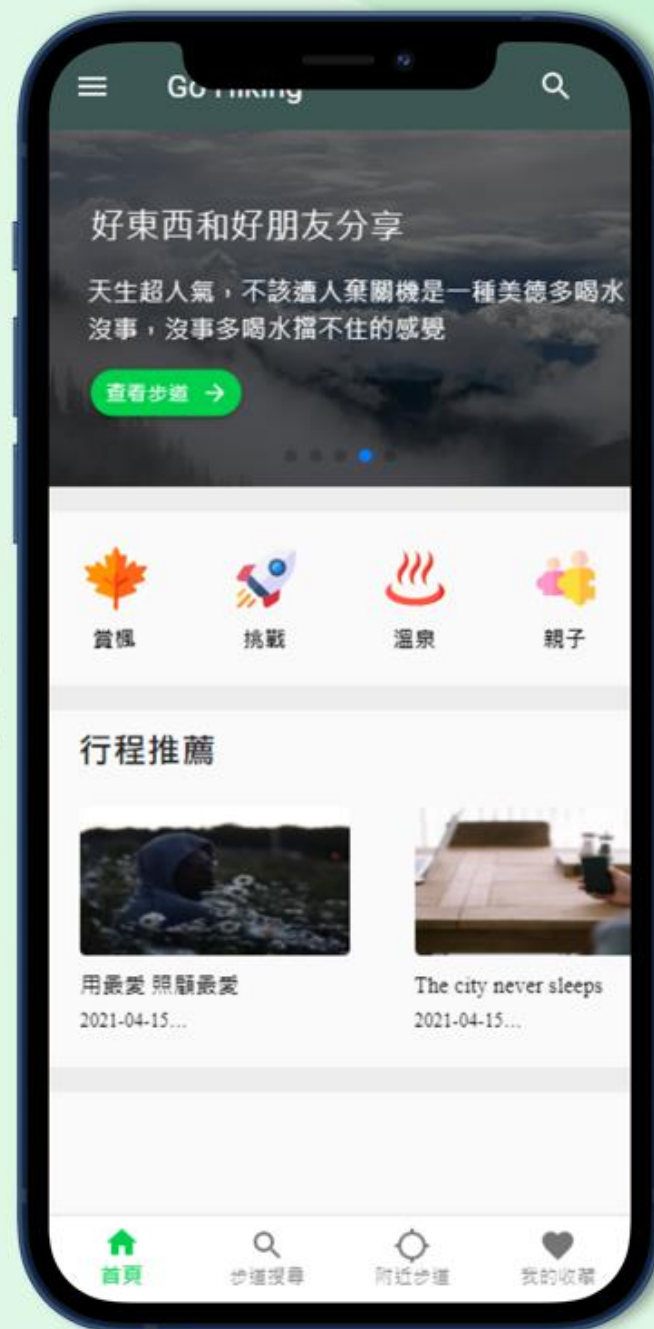 Go Hiking
好東西和好朋友分享
天生超人氣，不該遭人棄關機是一種美德多喝水
沒事，沒事多喝水擋不住的感覺
查看步道 →
賞楓 挑戰 溫泉 親子
行程推薦
用最愛 照顧最愛 The city never sleeps
2021-04-15... 2021-04-15...
首頁 步道搜尋 附近步道 我的收藏